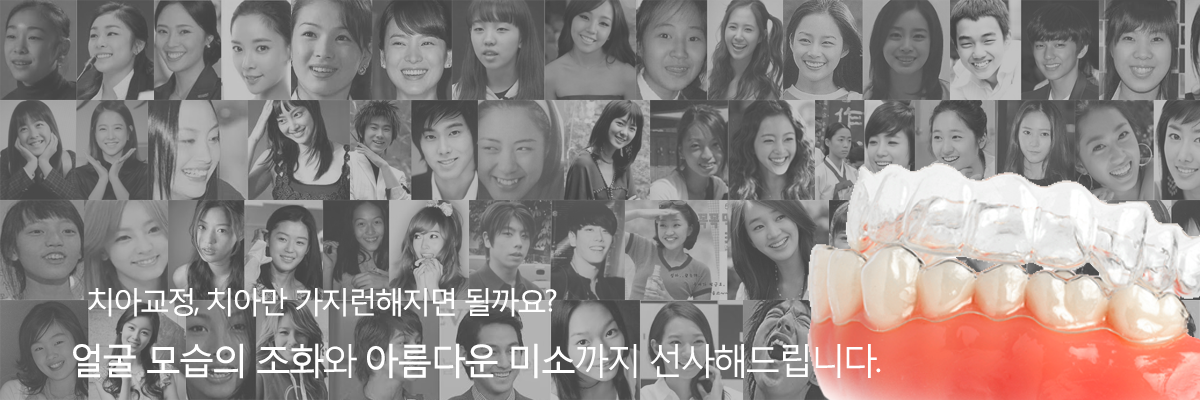 作
치아교정, 치아만 가지런해지면 될까요?
얼굴 모습의 조화와 아름다운 미소까지 선사해드립니다.